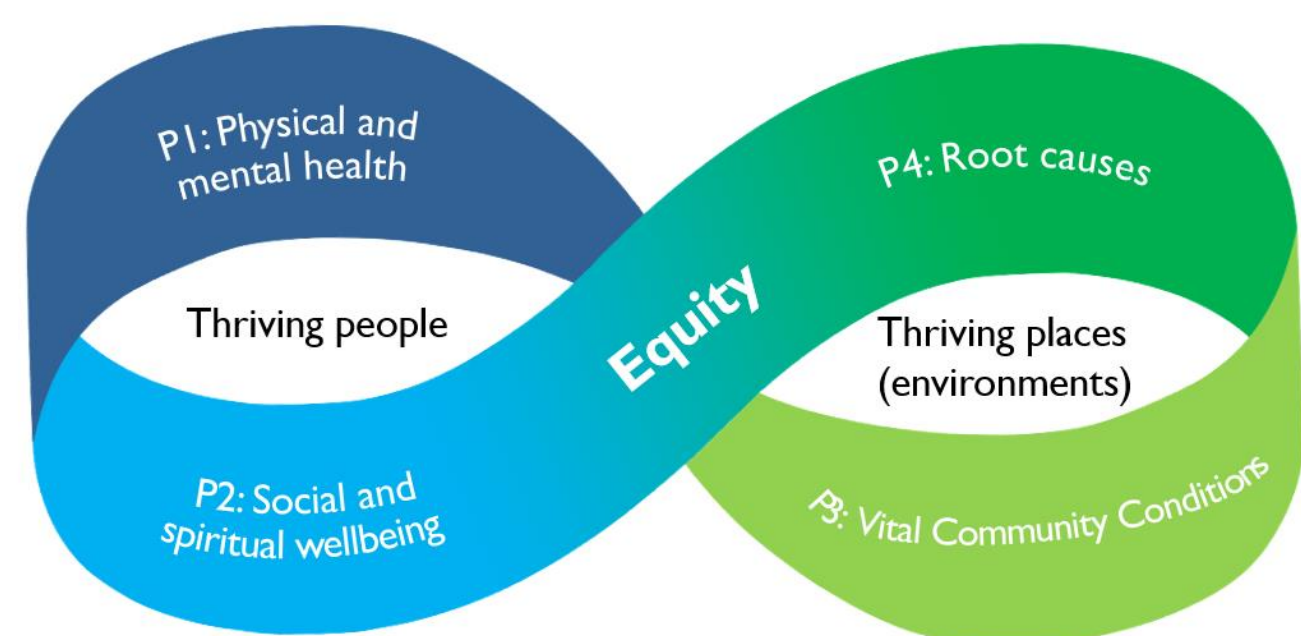 P1: Physical and
mental health
Thriving people
P2: Social and
spiritual wellbeing
Equity
P4: Root causes
Thriving places
(environments)
P3: Vital Community Conditions